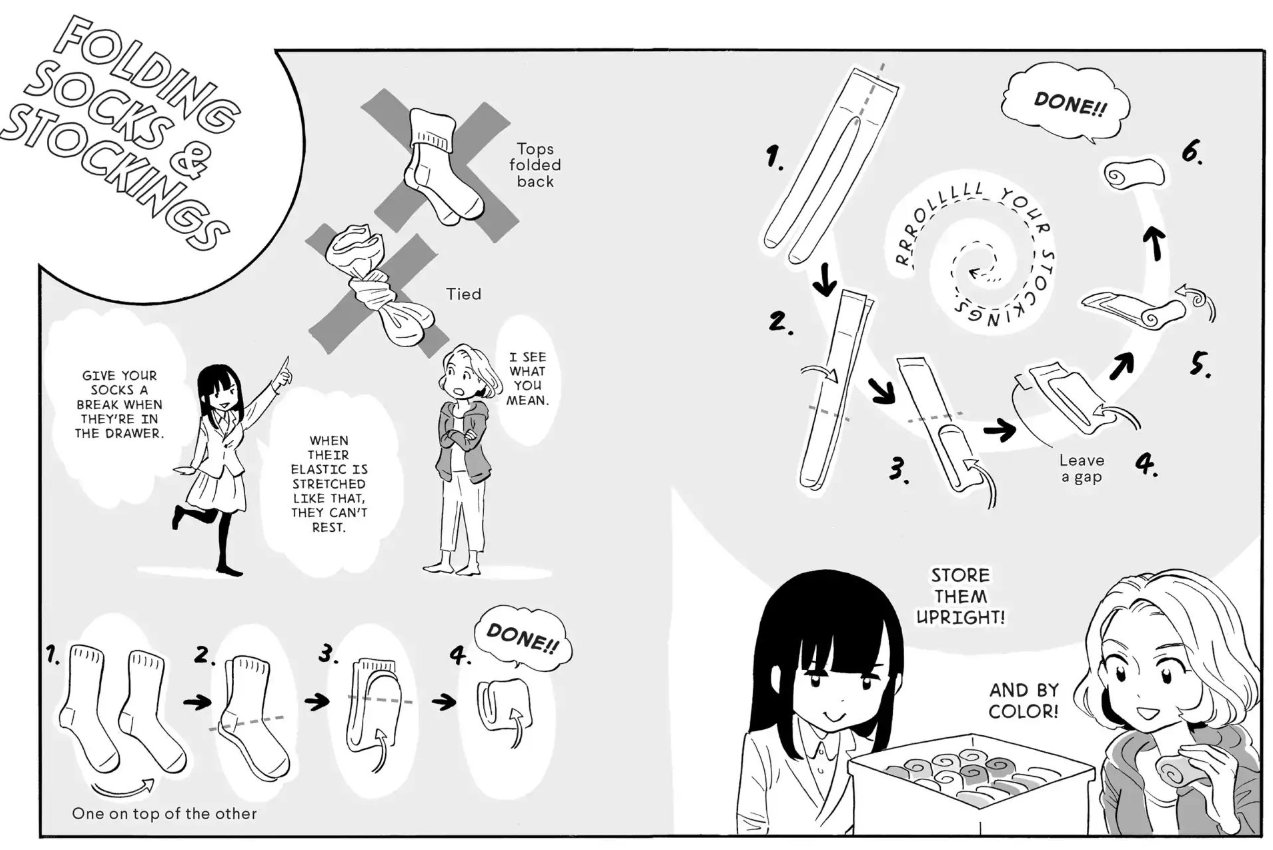 FOLDING
SOCKS &
STOCKINGS
Tops
folded
back
Tied
GIVE YOUR
SOCKS A
BREAK WHEN
THEY'RE IN
THE DRAWER.
WHEN
THEIR
ELASTIC IS
STRETCHED
LIKE THAT,
THEY CAN'T
REST.
I SEE
WHAT
YOU
MEAN.
1.
2.
3.
4.
DONE!!
One on top of the other
1.
2.
3.
4.
Leave
a gap
5.
6.
DONE!!
RRROLLLLL YOUR STOCKINGS.
STORE
THEM
UPRIGHT!
AND BY
COLOR!